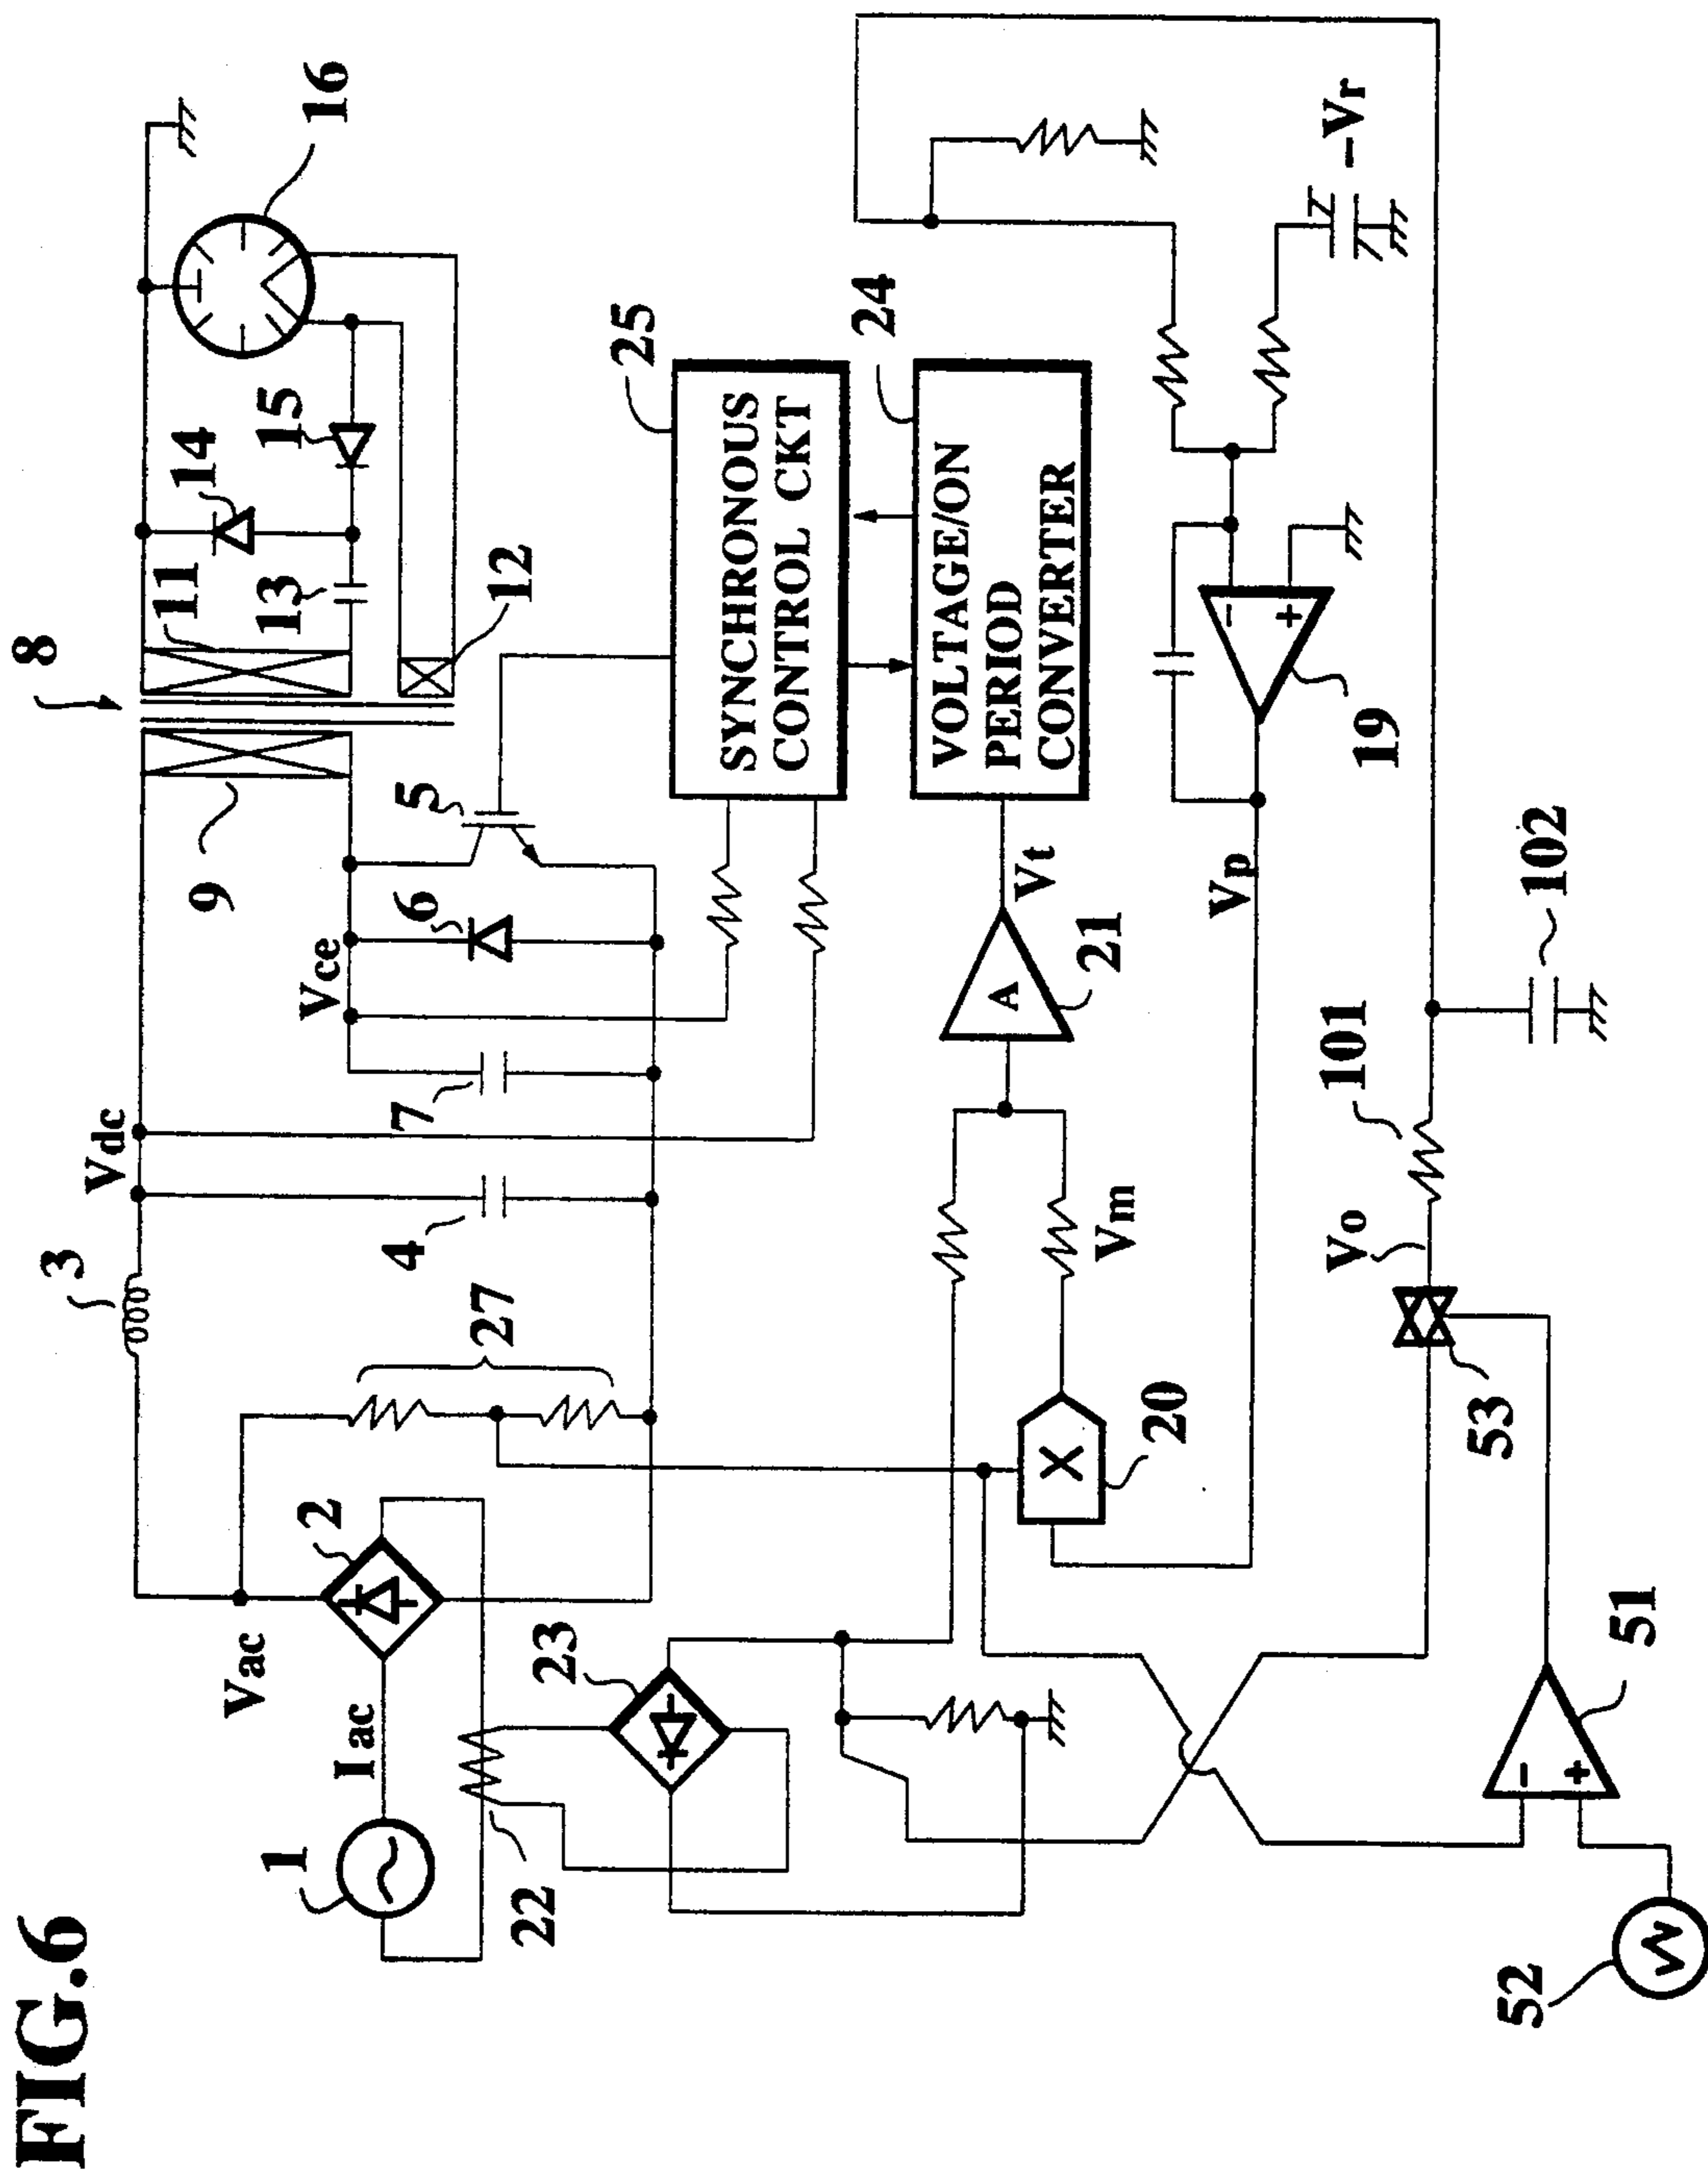 FIG.6
8
3
Vdc
9
11
14
15
16
13
12
Vac
2
Iac
1
22
27
4
7
Vce
6
5
23
SYNCHRONOUS
CONTROL CKT
25
VOLTAGE/ON
PERIOD
CONVERTER
24
A
21
Vt
X
20
Vm
Vp
-
+
19
-Vr
Vo
53
101
102
-
+
51
52